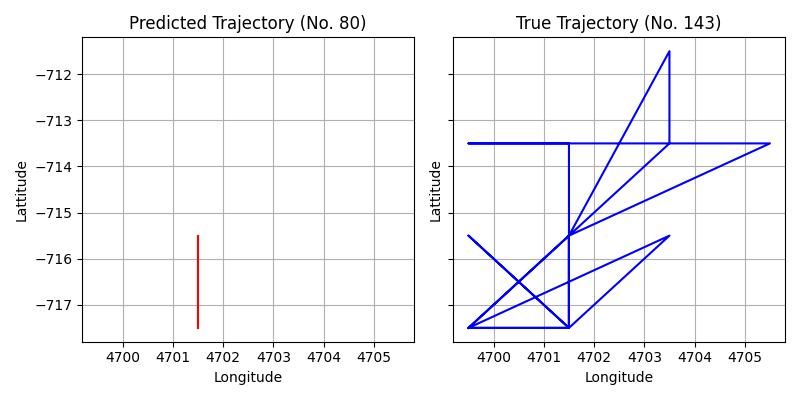 Predicted Trajectory (No. 80)
Lattitude
−712
−713
−714
−715
−716
−717
4700 4701 4702 4703 4704 4705
Longitude
True Trajectory (No. 143)
Lattitude
4700 4701 4702 4703 4704 4705
Longitude